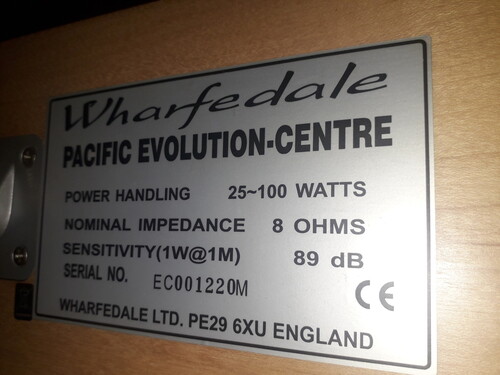 Wharfedale
PACIFIC EVOLUTION-CENTRE
POWER HANDLING 25~100 WATTS
NOMINAL IMPEDANCE 8 OHMS
SENSITIVITY(1W@1M) 89 dB
SERIAL NO. EC001220M
CE
WHARFEDALE LTD. PE29 6XU ENGLAND